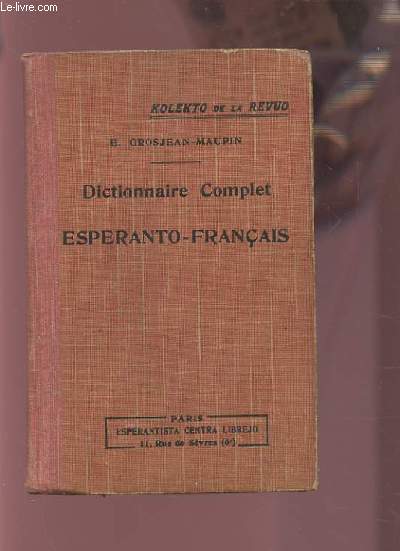 Le-livre.com
KOLEKTO DE LA REVUO
E. GROSJEAN-MAUPIN
Dictionnaire Complet
ESPERANTO-FRANÇAIS
PARIS
ESPERANTISTA CENTRA LIBREJO
11, Rue de Sèvres (6e)